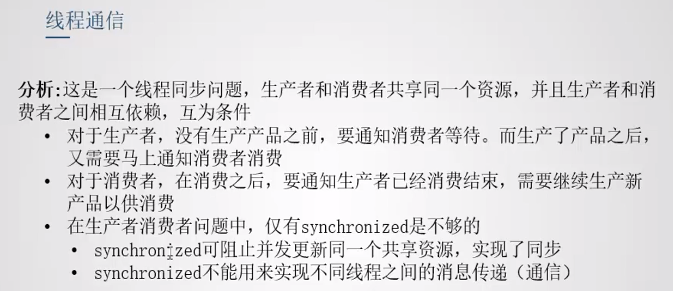 线程通信
分析:这是一个线程同步问题，生产者和消费者共享同一个资源，并且生产者和消
费者之间相互依赖，互为条件
• 对于生产者，没有生产产品之前，要通知消费者等待。而生产了产品之后，
又需要马上通知消费者消费
• 对于消费者，在消费之后，要通知生产者已经消费结束，需要继续生产新
产品以供消费
• 在生产者消费者问题中，仅有synchronized是不够的
• synchronized可阻止并发更新同一个共享资源，实现了同步
• synchronized不能用来实现不同线程之间的消息传递（通信）